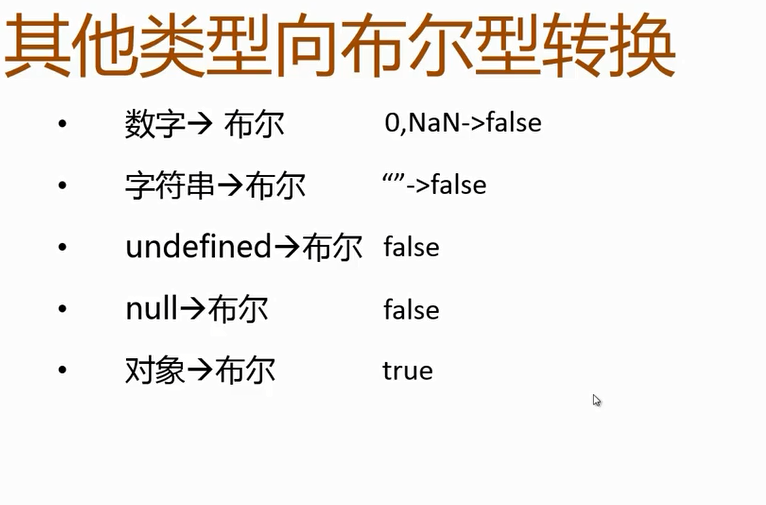 其他类型向布尔型转换
• 数字→ 布尔 0,NaN->false
• 字符串→布尔 “”->false
• undefined→布尔 false
• null→布尔 false
• 对象→布尔 true